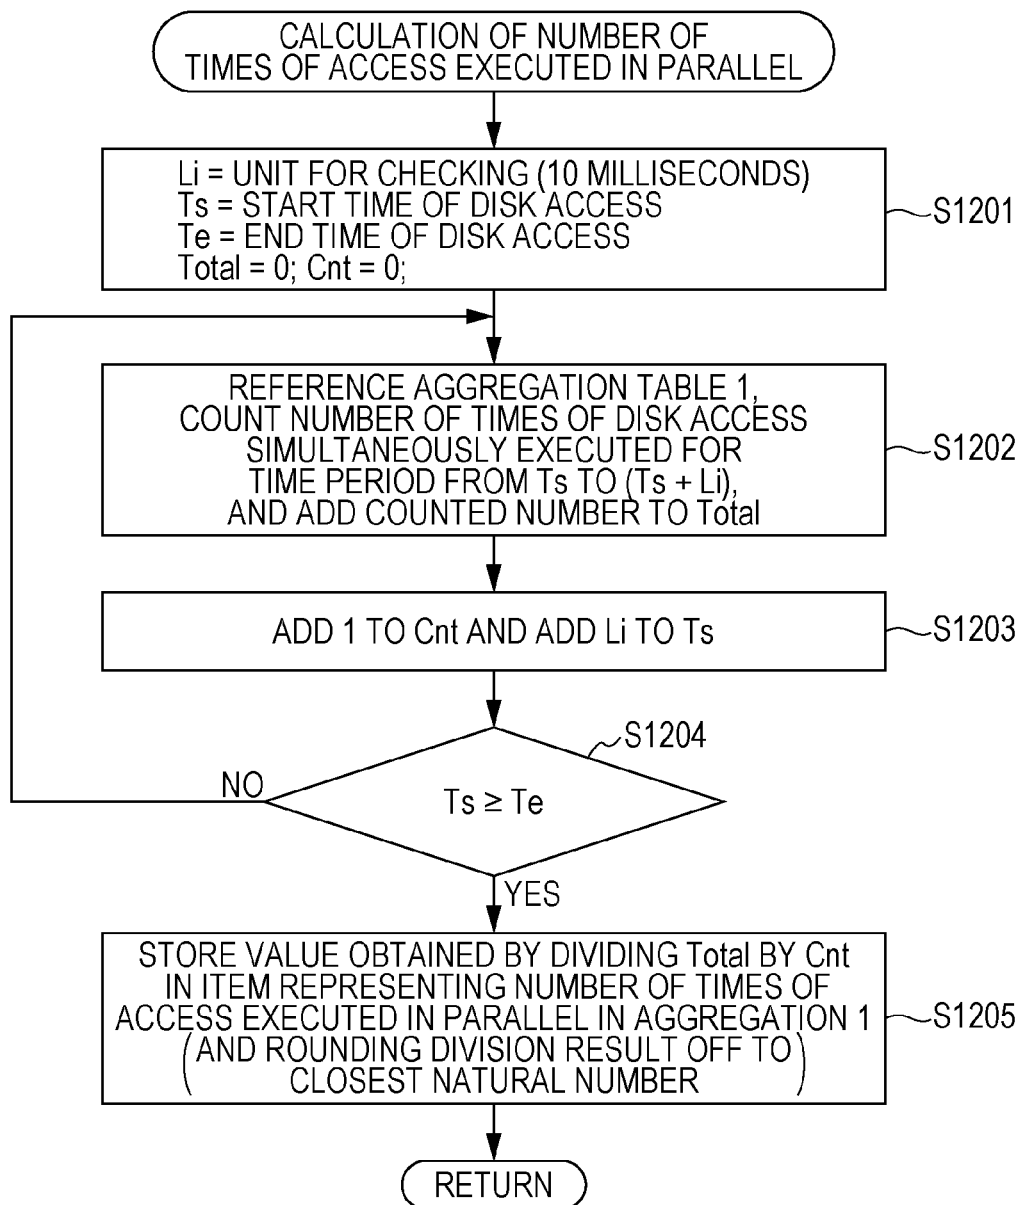 CALCULATION OF NUMBER OF
TIMES OF ACCESS EXECUTED IN PARALLEL
Li = UNIT FOR CHECKING (10 MILLISECONDS)
Ts = START TIME OF DISK ACCESS
Te = END TIME OF DISK ACCESS
Total = 0; Cnt = 0;
S1201
REFERENCE AGGREGATION TABLE 1,
COUNT NUMBER OF TIMES OF DISK ACCESS
SIMULTANEOUSLY EXECUTED FOR
TIME PERIOD FROM Ts TO (Ts + Li),
AND ADD COUNTED NUMBER TO Total
S1202
ADD 1 TO Cnt AND ADD Li TO Ts
S1203
S1204
NO
Ts ≥ Te
YES
STORE VALUE OBTAINED BY DIVIDING Total BY Cnt
IN ITEM REPRESENTING NUMBER OF TIMES OF
ACCESS EXECUTED IN PARALLEL IN AGGREGATION 1
(AND ROUNDING DIVISION RESULT OFF TO
CLOSEST NATURAL NUMBER)
S1205
RETURN